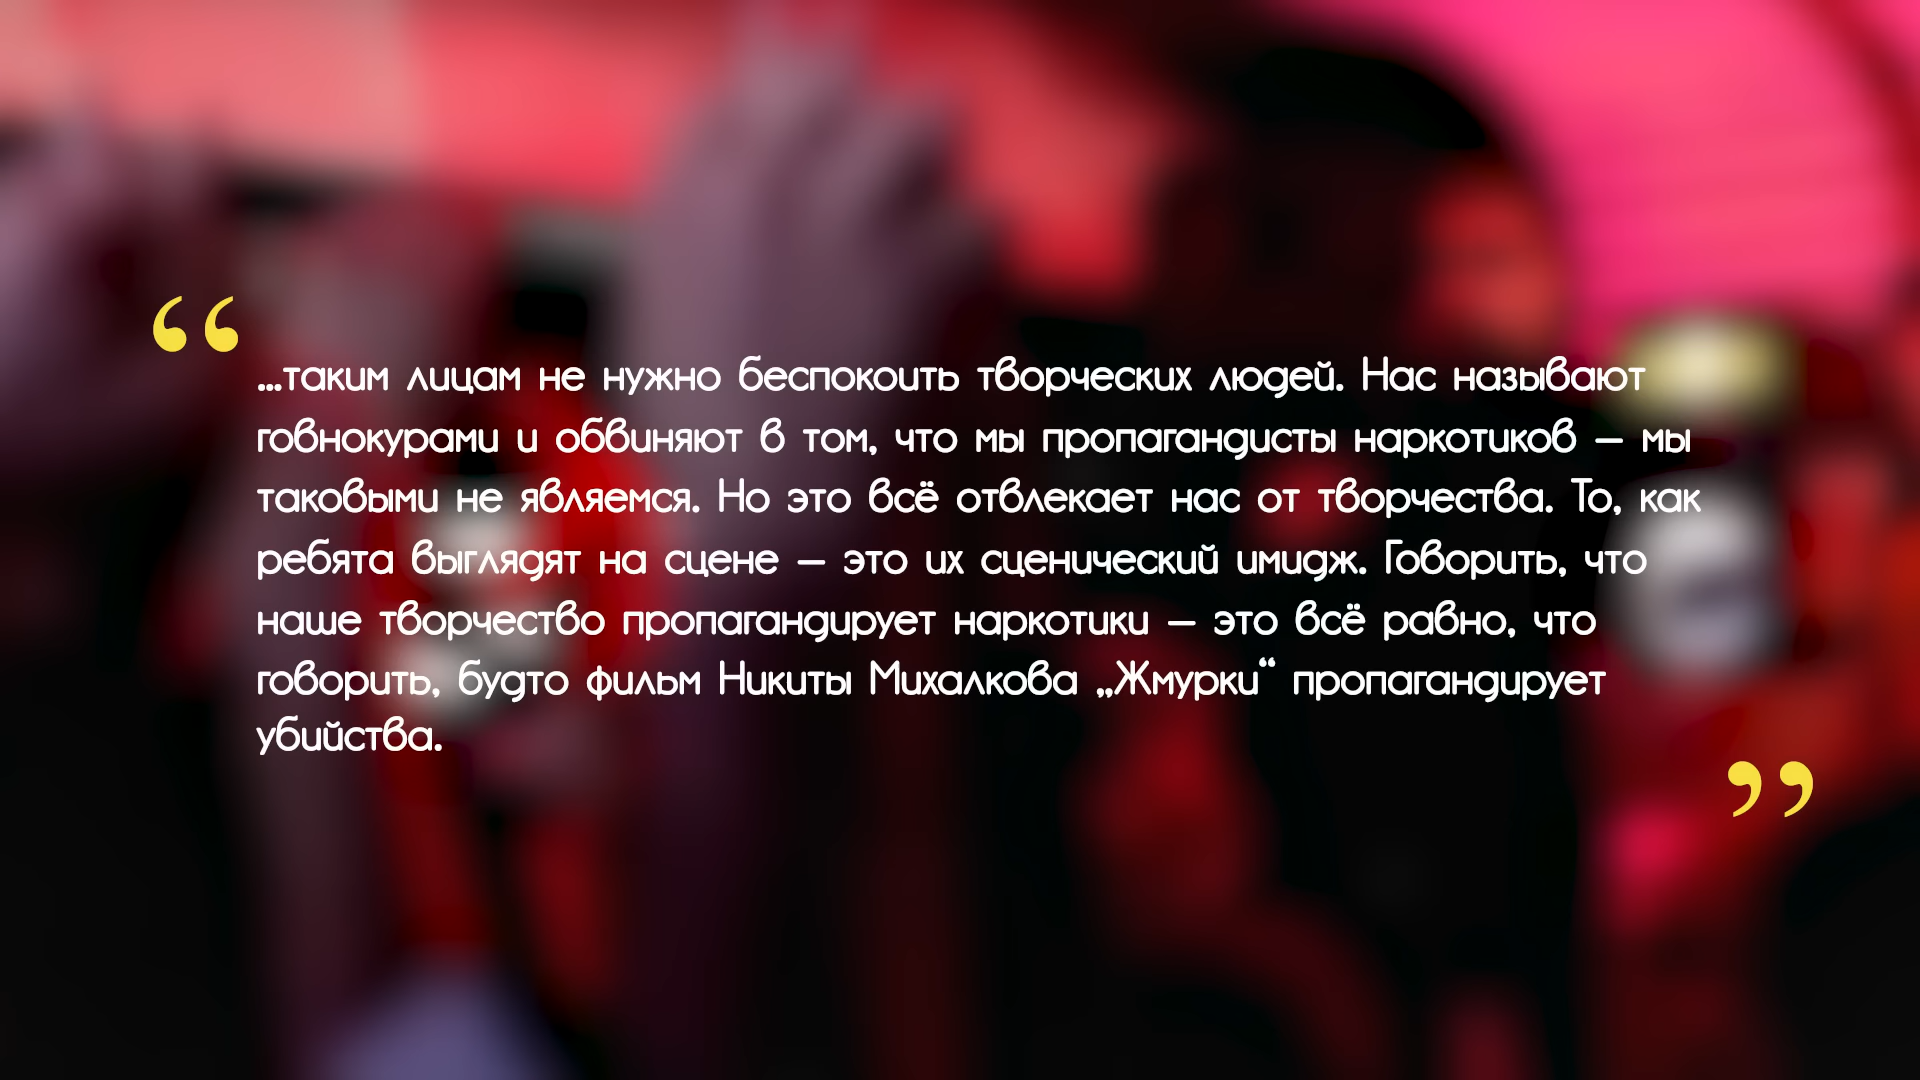 “
...таким лицам не нужно беспокоить творческих людей. Нас называют
говнокурами и обвиняют в том, что мы пропагандисты наркотиков – мы
таковыми не являемся. Но это всё отвлекает нас от творчества. То, как
ребята выглядят на сцене – это их сценический имидж. Говорить, что
наше творчество пропагандирует наркотики – это всё равно, что
говорить, будто фильм Никиты Михалкова „Жмурки“ пропагандирует
убийства.
”